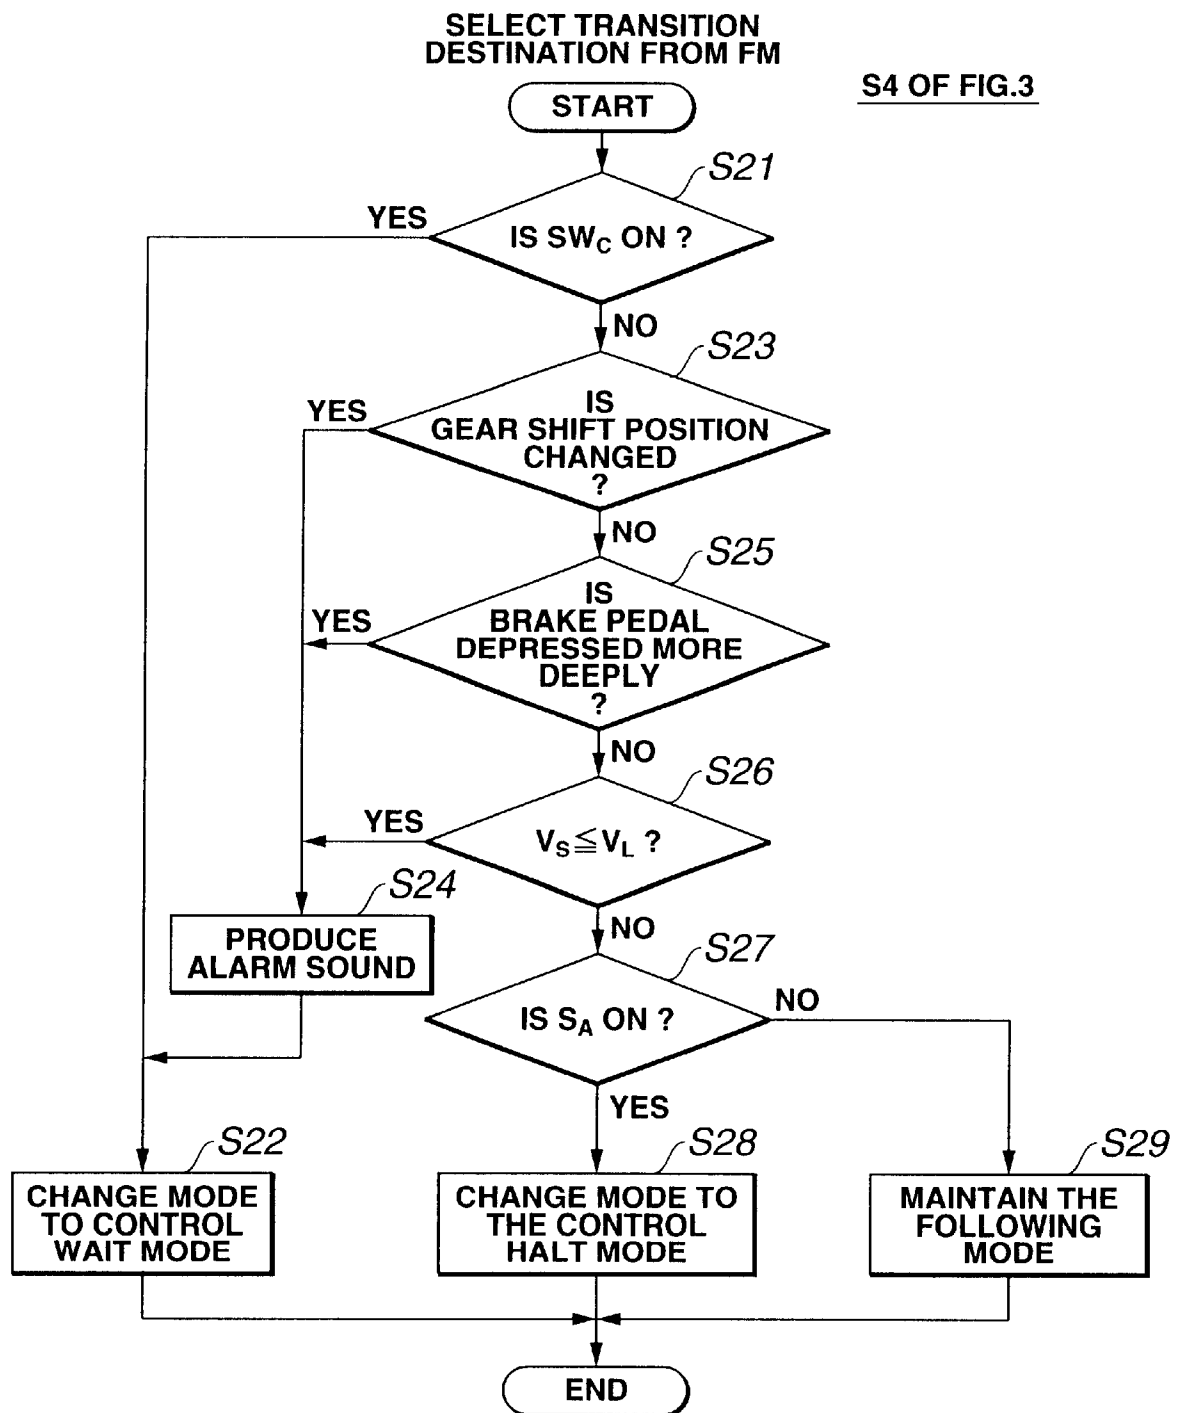 SELECT TRANSITION
DESTINATION FROM FM
S4 OF FIG.3
START
S21
YES
IS SWC ON ?
NO
S23
YES
IS
GEAR SHIFT POSITION
CHANGED
?
NO
S25
YES
IS
BRAKE PEDAL
DEPRESSED MORE
DEEPLY
?
NO
S26
YES
VS≦VL ?
S24
NO
PRODUCE
ALARM SOUND
S27
IS SA ON ?
NO
YES
S22
CHANGE MODE
TO CONTROL
WAIT MODE
S28
CHANGE MODE TO
THE CONTROL
HALT MODE
S29
MAINTAIN THE
FOLLOWING
MODE
END